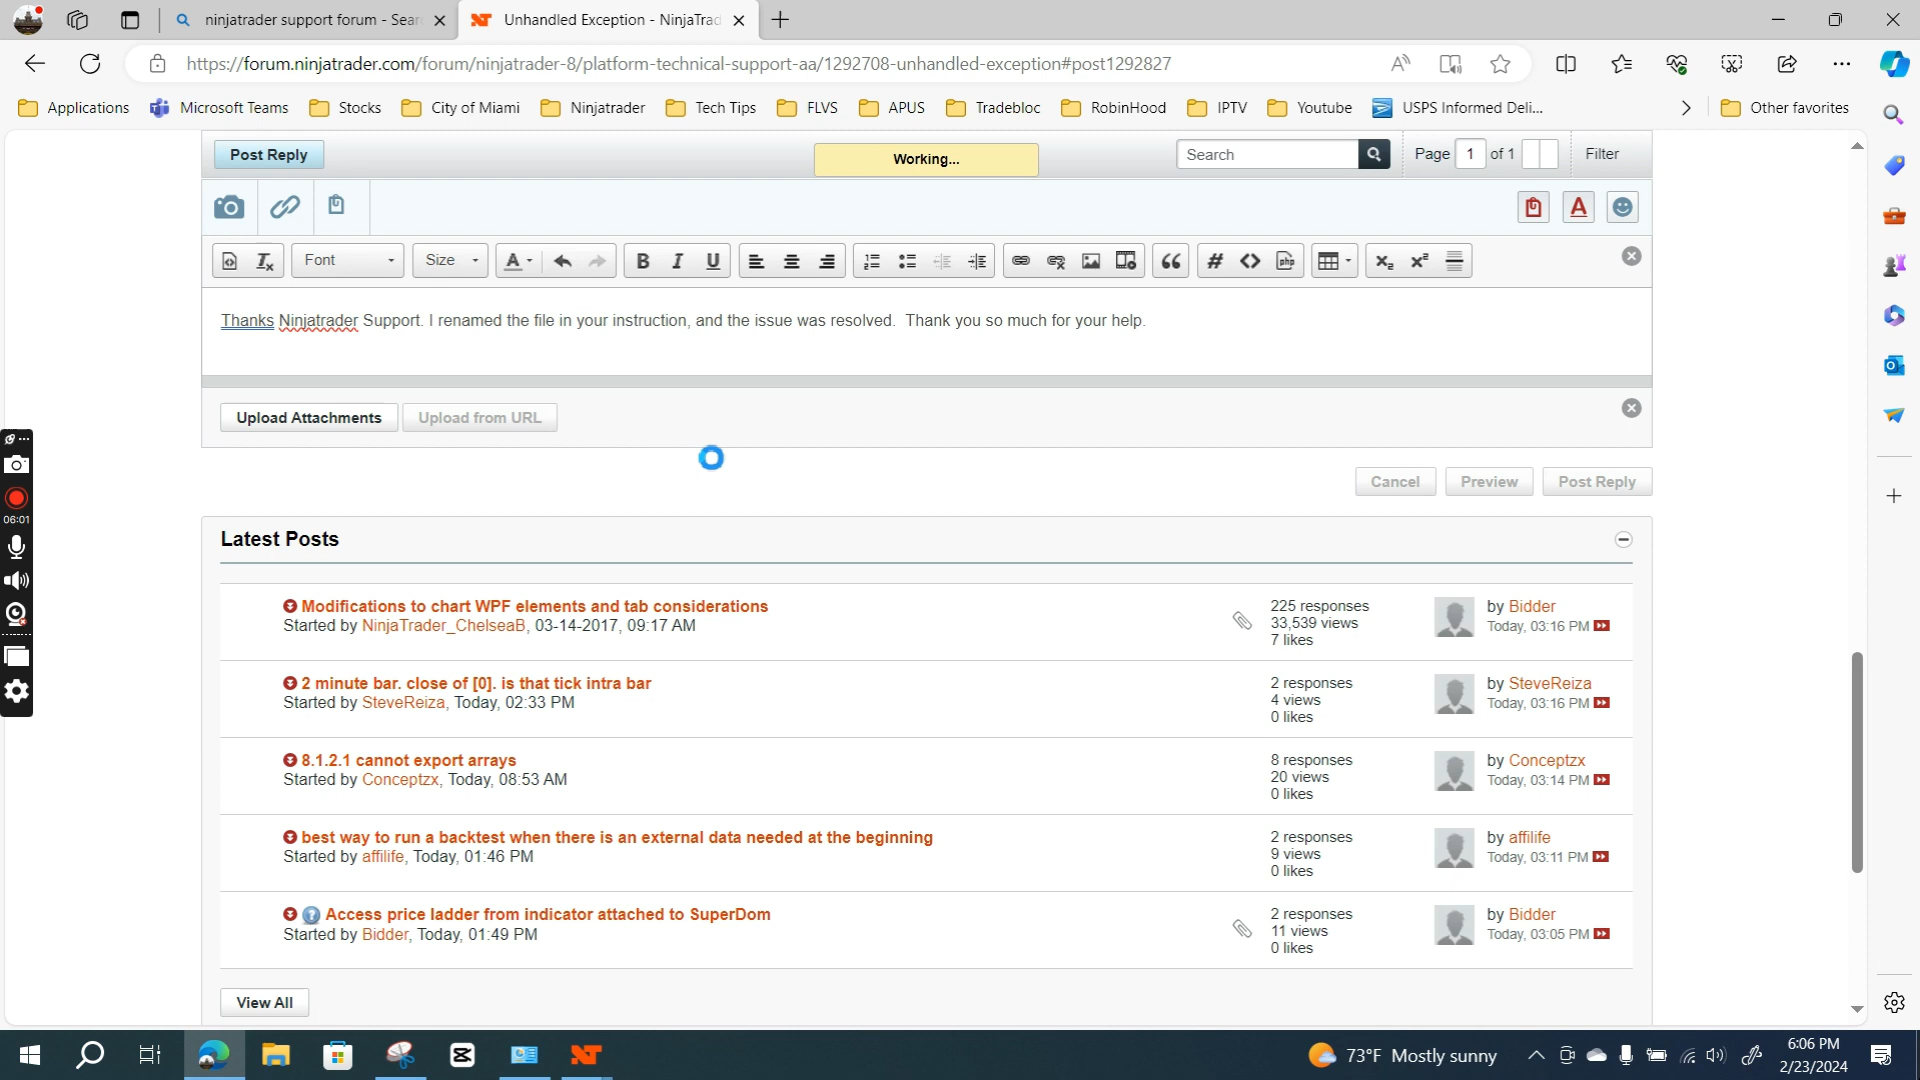 ninjatrader support forum - Sear
Unhandled Exception - NinjaTrad
https://forum.ninjatrader.com/forum/ninjatrader-8/platform-technical-support-aa/1292708-unhandled-exception#post1292827
Applications
Microsoft Teams
Stocks
City of Miami
Ninjatrader
Tech Tips
FLVS
APUS
Tradebloc
RobinHood
IPTV
Youtube
USPS Informed Deli...
Other favorites
Post Reply
Working...
Search
Page 1 of 1
Filter
Font
Size
Thanks Ninjatrader Support. I renamed the file in your instruction, and the issue was resolved. Thank you so much for your help.
Upload Attachments
Upload from URL
06:01
Cancel
Preview
Post Reply
Latest Posts
Modifications to chart WPF elements and tab considerations
Started by NinjaTrader_ChelseaB, 03-14-2017, 09:17 AM
225 responses
33,539 views
7 likes
by Bidder
Today, 03:16 PM
2 minute bar. close of [0]. is that tick intra bar
Started by SteveReiza, Today, 02:33 PM
2 responses
4 views
0 likes
by SteveReiza
Today, 03:16 PM
8.1.2.1 cannot export arrays
Started by Conceptzx, Today, 08:53 AM
8 responses
20 views
0 likes
by Conceptzx
Today, 03:14 PM
best way to run a backtest when there is an external data needed at the beginning
Started by affilife, Today, 01:46 PM
2 responses
9 views
0 likes
by affilife
Today, 03:11 PM
Access price ladder from indicator attached to SuperDom
Started by Bidder, Today, 01:49 PM
2 responses
11 views
0 likes
by Bidder
Today, 03:05 PM
View All
73°F Mostly sunny
6:06 PM
2/23/2024